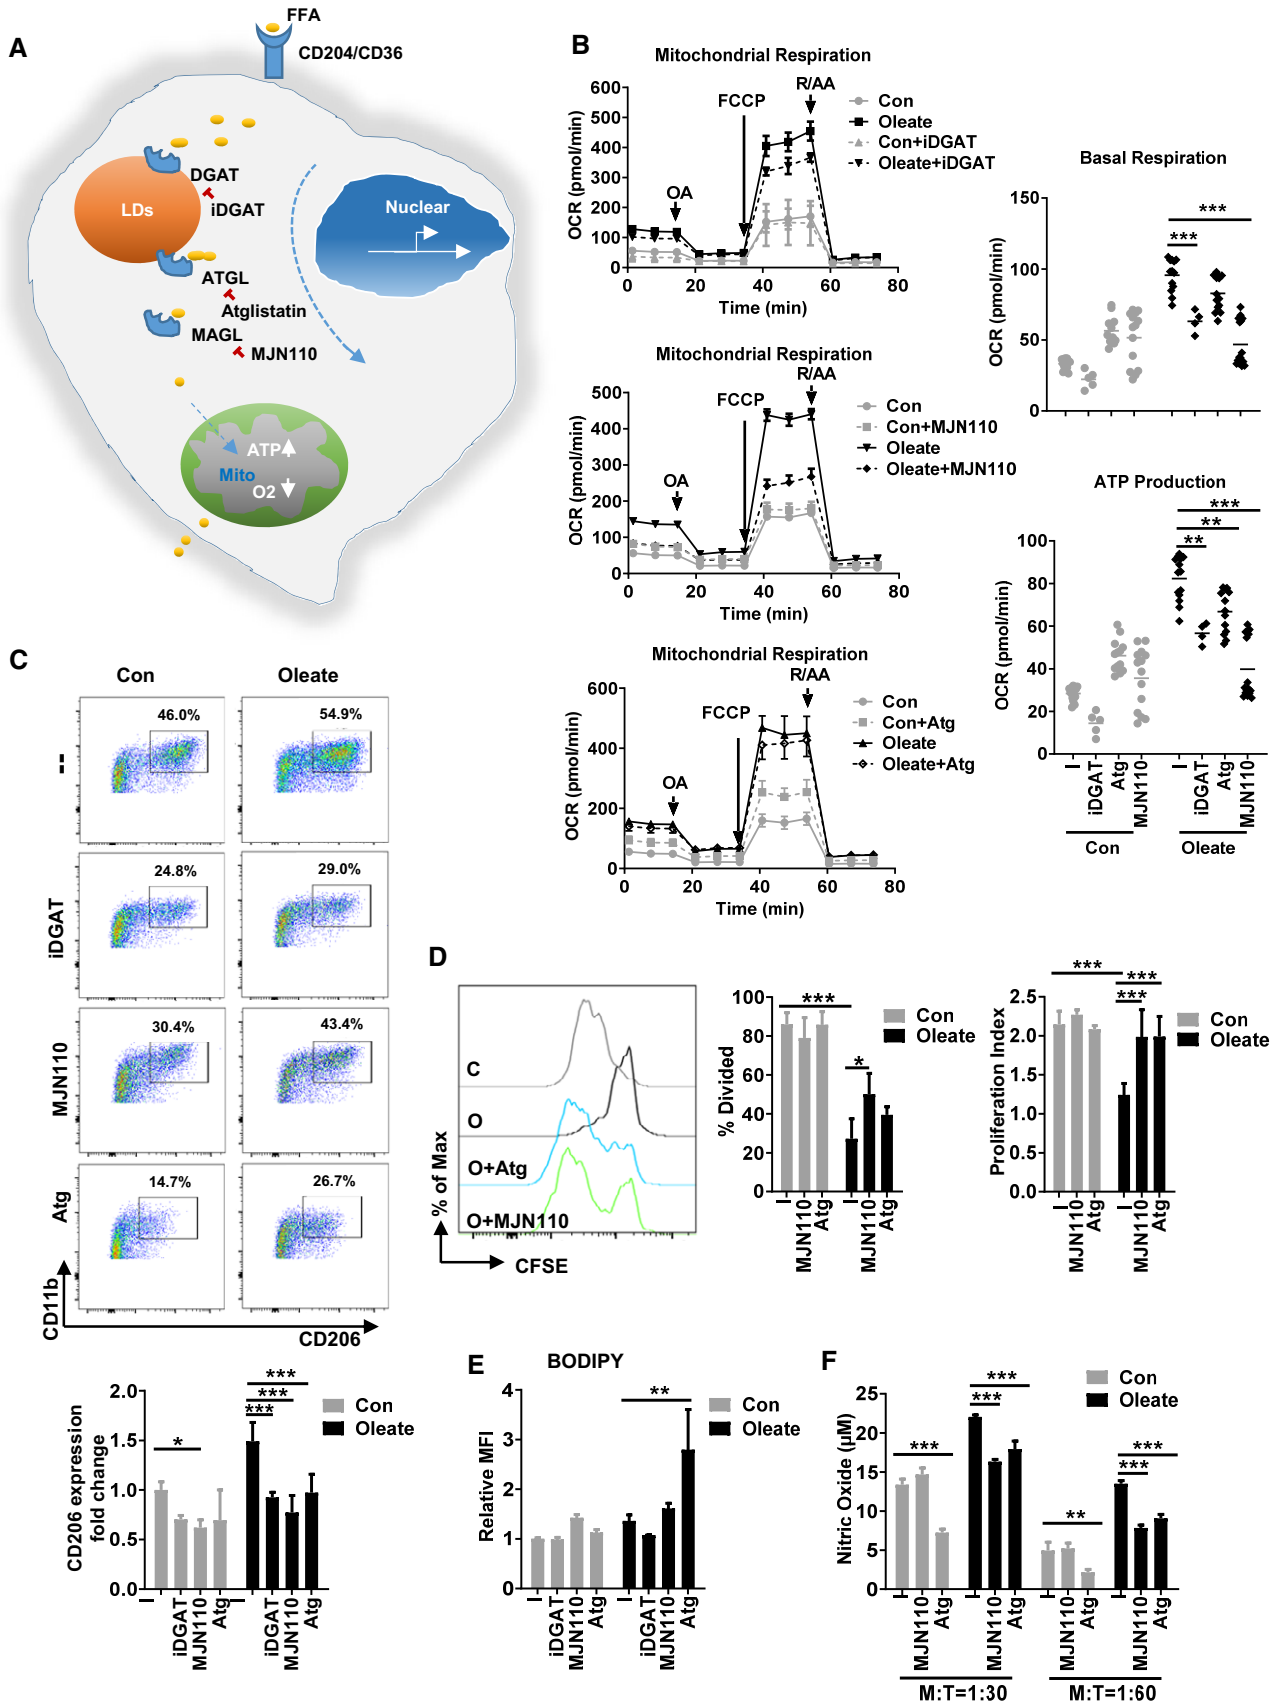 A
FFA
CD204/CD36
LDs
DGAT
iDGAT
Nuclear
ATGL
Atglistatin
MAGL
MJN110
ATP
Mito
O2
B
Mitochondrial Respiration
OCR (pmol/min)
600
500
400
300
200
100
0
0 20 40 60 80
Time (min)
OA
FCCP
R/AA
Con
Oleate
Con+iDGAT
Oleate+iDGAT
Mitochondrial Respiration
OCR (pmol/min)
500
400
300
200
100
0
0 20 40 60 80
Time (min)
OA
FCCP
R/AA
Con
Con+MJN110
Oleate
Oleate+MJN110
Mitochondrial Respiration
OCR (pmol/min)
600
400
200
0
0 20 40 60 80
Time (min)
OA
FCCP
R/AA
Con
Con+Atg
Oleate
Oleate+Atg
Basal Respiration
OCR (pmol/min)
150
100
50
0
***
***
ATP Production
OCR (pmol/min)
100
80
60
40
20
0
***
**
**
- iDGAT Atg MJN110 - iDGAT Atg MJN110
Con Oleate
C
Con Oleate
--
46.0% 54.9%
iDGAT
24.8% 29.0%
MJN110
30.4% 43.4%
Atg
14.7% 26.7%
CD11b
CD206
CD206 expression
fold change
2.0
1.5
1.0
0.5
0.0
*
***
***
***
Con
Oleate
- iDGAT MJN110 Atg - iDGAT MJN110 Atg
D
% of Max
C
O
O+Atg
O+MJN110
CFSE
% Divided
100
80
60
40
20
0
***
*
Con
Oleate
- MJN110 Atg - MJN110 Atg
Proliferation Index
2.5
2.0
1.5
1.0
0.5
0.0
***
***
***
Con
Oleate
- MJN110 Atg - MJN110 Atg
E
BODIPY
Relative MFI
4
3
2
1
0
**
Con
Oleate
- iDGAT MJN110 Atg - iDGAT MJN110 Atg
F
Nitric Oxide (μM)
25
20
15
10
5
0
***
***
***
**
***
***
Con
Oleate
- MJN110 Atg - MJN110 Atg - MJN110 Atg - MJN110 Atg
M:T=1:30 M:T=1:60